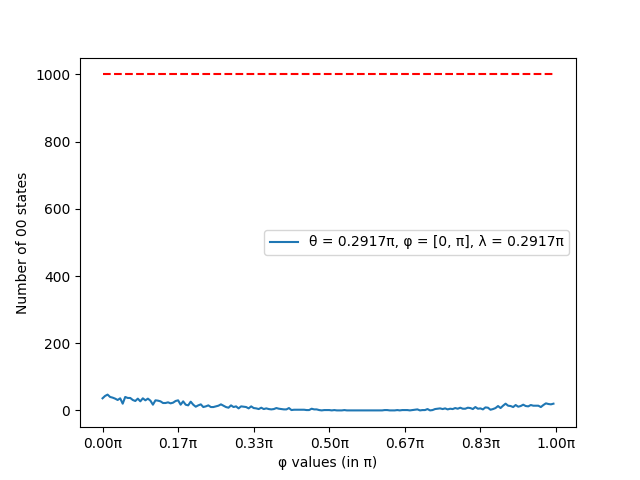 1000
800
600
400
200
0
Number of 00 states
θ = 0.2917π, φ = [0, π], λ = 0.2917π
0.00π 0.17π 0.33π 0.50π 0.67π 0.83π 1.00π
φ values (in π)